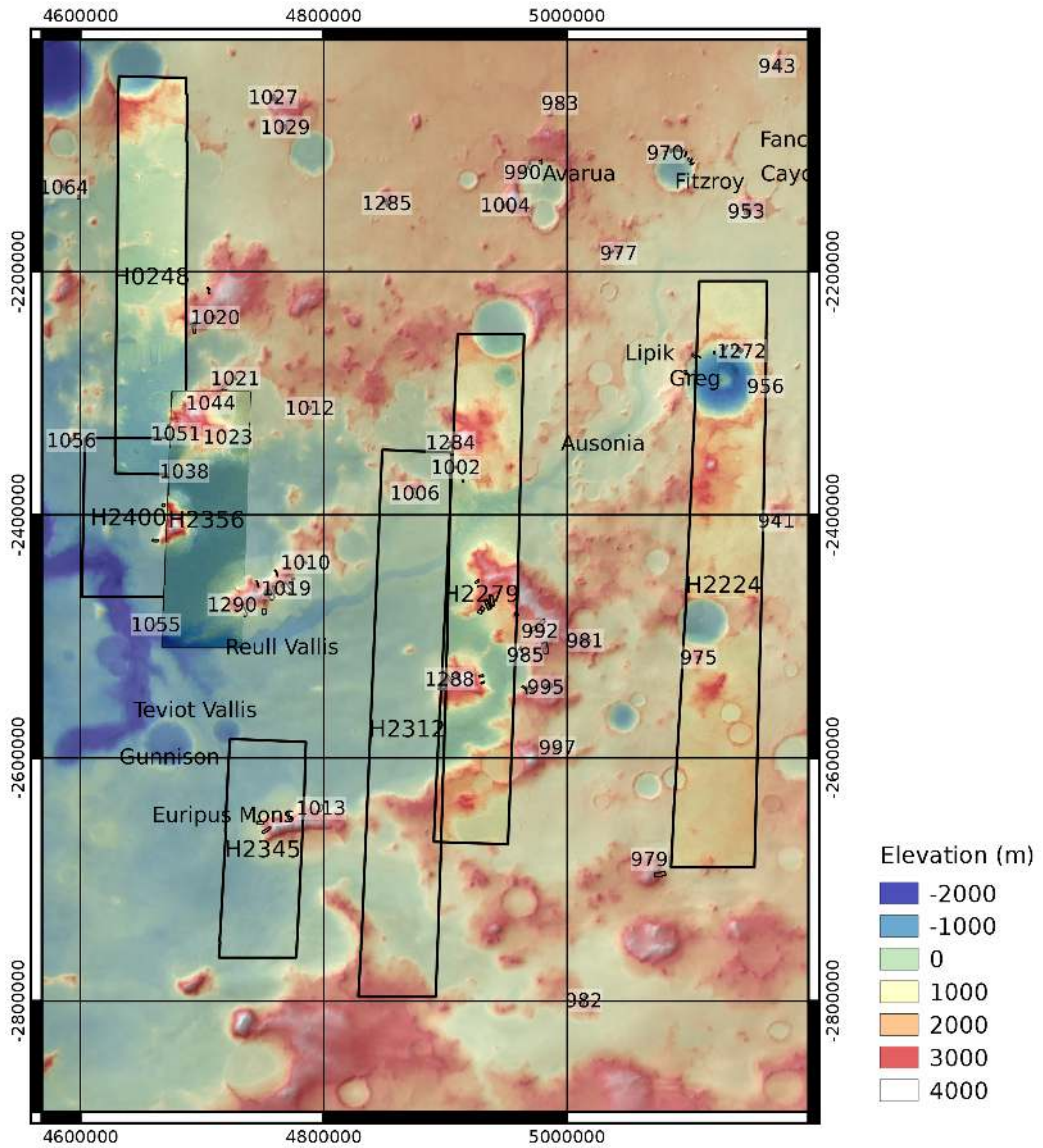 4600000 4800000 5000000
943
1027
983
1029
Fanc
970
990 Avarua
Cayc
Fitzroy
1064
1285
1004
953
977
-2200000
-2200000
H0248
1020
Lipik
1272
1021
Greg
956
1044
1012
1051
1023
1056
1284
Ausonia
1002
1038
1006
-2400000
-2400000
H2400
H2356
941
1010
H2224
1019
H2279
1290
1055
992
981
Reull Vallis
985
975
1288
995
Teviot Vallis
H2312
997
Gunnison
-2600000
-2600000
1013
Euripus Mons
H2345
979
Elevation (m)
-2000
-1000
0
1000
2000
3000
4000
-2800000
982
-2800000
4600000 4800000 5000000